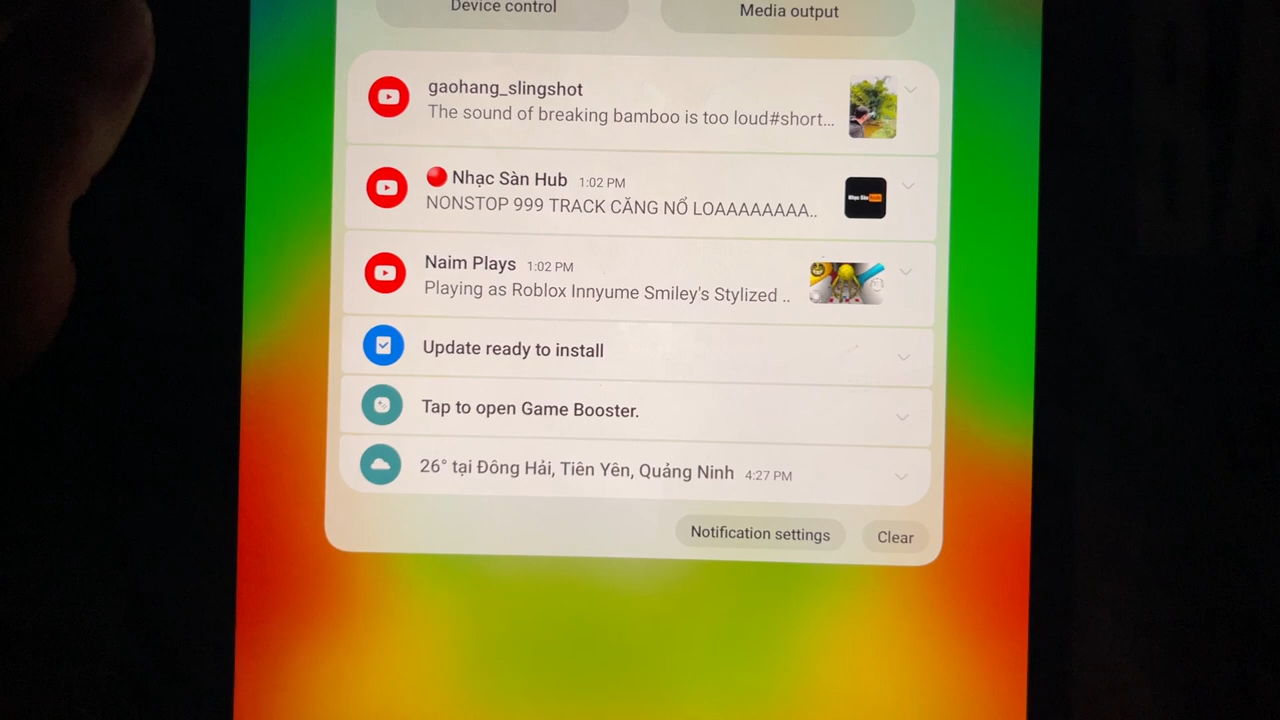 Device control
Media output
gaohang_slingshot
The sound of breaking bamboo is too loud#short...
🔴 Nhạc Sàn Hub 1:02 PM
NONSTOP 999 TRACK CĂNG NỔ LOAAAAAAAA..
Nhạc Sàn Hub
Naim Plays 1:02 PM
Playing as Roblox Innyume Smiley's Stylized ..
Update ready to install
Tap to open Game Booster.
26° tại Đông Hải, Tiên Yên, Quảng Ninh 4:27 PM
Notification settings
Clear